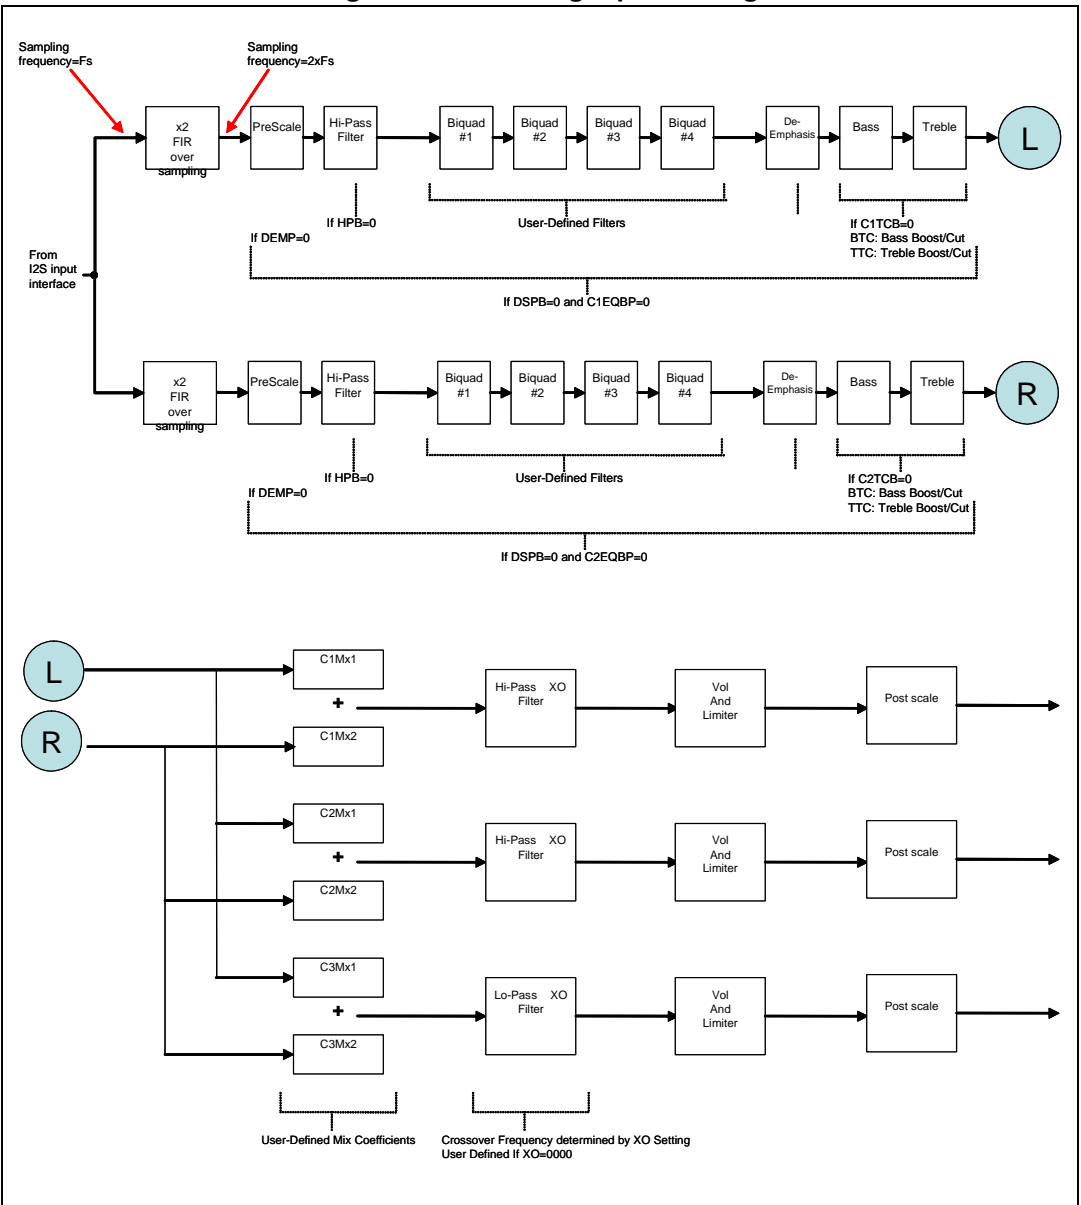 Sampling
frequency=Fs
Sampling
frequency=2xFs
x2
FIR
over
sampling
PreScale
Hi-Pass
Filter
Biquad
#1
Biquad
#2
Biquad
#3
Biquad
#4
De-
Emphasis
Bass
Treble
L
If HPB=0
User-Defined Filters
If C1TCB=0
BTC: Bass Boost/Cut
TTC: Treble Boost/Cut
If DEMP=0
From
I2S input
interface
If DSPB=0 and C1EQBP=0
x2
FIR
over
sampling
PreScale
Hi-Pass
Filter
Biquad
#1
Biquad
#2
Biquad
#3
Biquad
#4
De-
Emphasis
Bass
Treble
R
If HPB=0
User-Defined Filters
If C2TCB=0
BTC: Bass Boost/Cut
TTC: Treble Boost/Cut
If DEMP=0
If DSPB=0 and C2EQBP=0
L
R
C1Mx1
+
C1Mx2
Hi-Pass XO
Filter
Vol
And
Limiter
Post scale
C2Mx1
+
C2Mx2
Hi-Pass XO
Filter
Vol
And
Limiter
Post scale
C3Mx1
+
C3Mx2
Lo-Pass XO
Filter
Vol
And
Limiter
Post scale
User-Defined Mix Coefficients
Crossover Frequency determined by XO Setting
User Defined If XO=0000